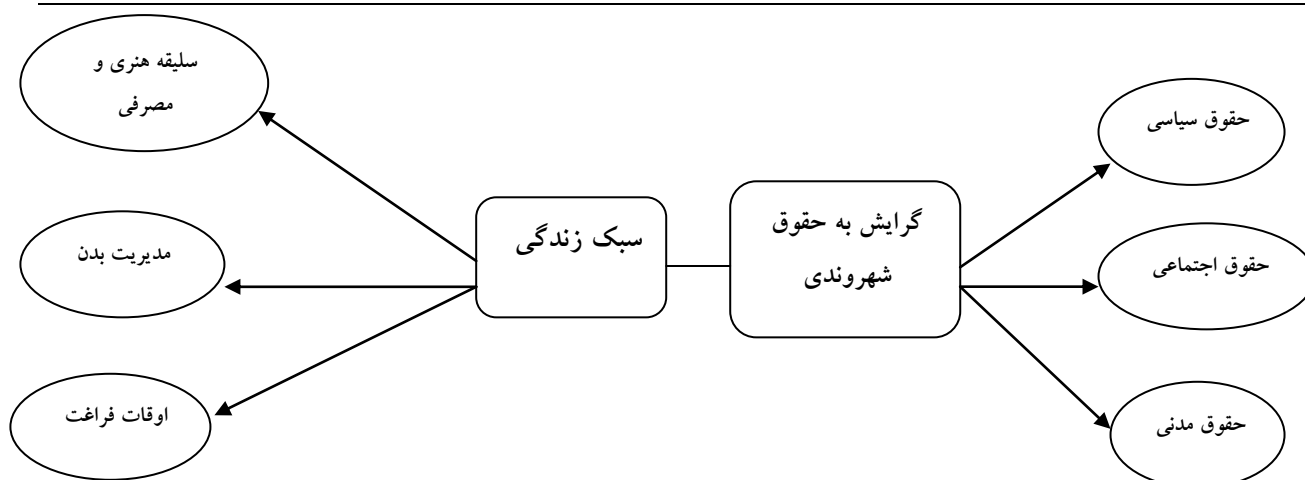 حقوق سیاسی
حقوق اجتماعی
حقوق مدنی
گرایش به حقوق
شهروندی
سبک زندگی
سلیقه هنری و
مصرفی
مدیریت بدن
اوقات فراغت